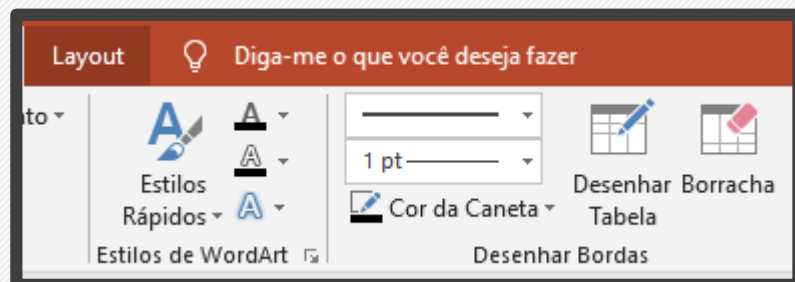 Layout Diga-me o que você deseja fazer
nto
Estilos
Rápidos
Estilos de WordArt
1 pt
Cor da Caneta
Desenhar
Tabela
Borracha
Desenhar Bordas